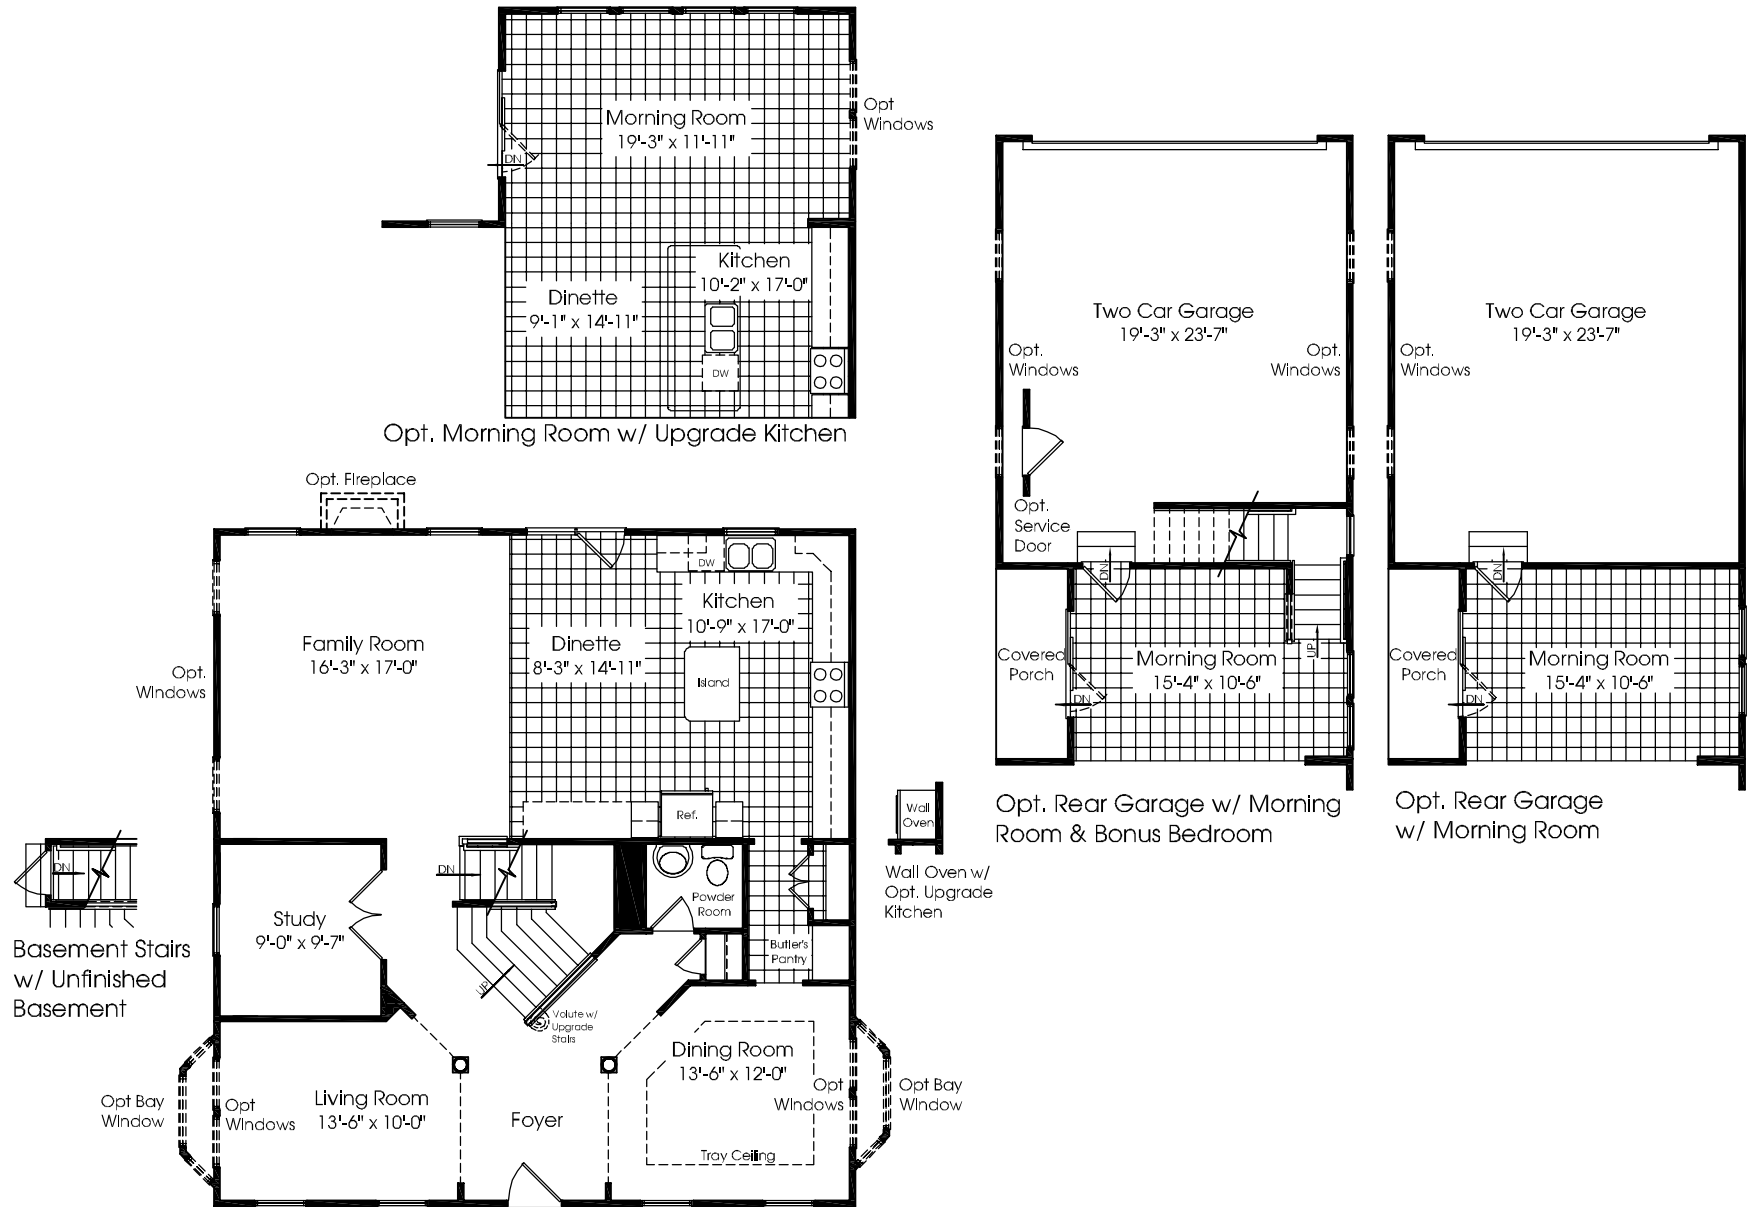 Morning Room
19'-3" x 11'-11"
Opt
Windows
DN
Kitchen
10'-2" x 17'-0"
Dinette
9'-1" x 14'-11"
DW
Opt. Morning Room w/ Upgrade Kitchen
Two Car Garage
19'-3" x 23'-7"
Opt.
Windows
Opt.
Windows
Opt.
Service
Door
DN
UP
Covered
Porch
Morning Room
15'-4" x 10'-6"
DN
Opt. Rear Garage w/ Morning
Room & Bonus Bedroom
Two Car Garage
19'-3" x 23'-7"
Opt.
Windows
DN
Covered
Porch
Morning Room
15'-4" x 10'-6"
DN
Opt. Rear Garage
w/ Morning Room
Opt. Fireplace
Family Room
16'-3" x 17'-0"
Opt.
Windows
DW
Kitchen
10'-9" x 17'-0"
Dinette
8'-3" x 14'-11"
Island
Ref.
Wall
Oven
Wall Oven w/
Opt. Upgrade
Kitchen
DN
Basement Stairs
w/ Unfinished
Basement
Study
9'-0" x 9'-7"
DN
UP
Powder
Room
Butler's
Pantry
Volute w/
Upgrade
Stairs
Dining Room
13'-6" x 12'-0"
Opt
Windows
Opt Bay
Window
Tray Ceiling
Opt Bay
Window
Opt
Windows
Living Room
13'-6" x 10'-0"
Foyer